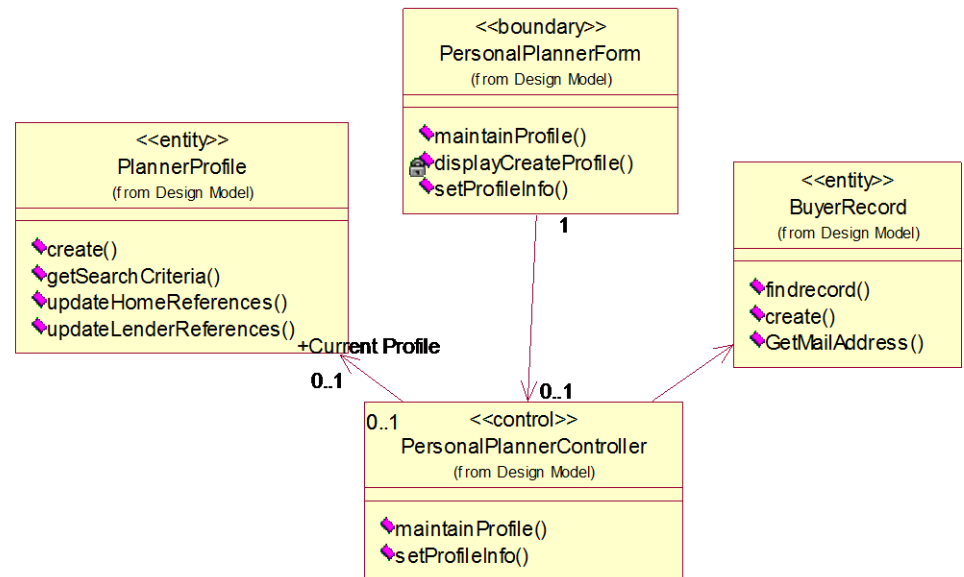 <<boundary>>
PersonalPlannerForm
(from Design Model)
maintainProfile()
displayCreateProfile()
setProfileInfo()
<<entity>>
PlannerProfile
(from Design Model)
create()
getSearchCriteria()
updateHomeReferences()
updateLenderReferences()
<<entity>>
BuyerRecord
(from Design Model)
findrecord()
create()
GetMailAddress()
1
+Current Profile
0..1
0..1
0..1
<<control>>
PersonalPlannerController
(from Design Model)
maintainProfile()
setProfileInfo()